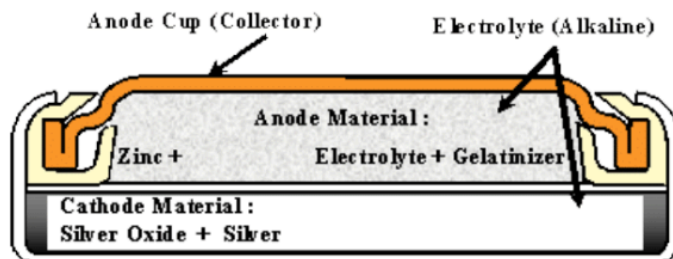 Anode Cup (Collector)
Electrolyte (Alkaline)
Anode Material :
Zinc +
Electrolyte + Gelatinizer
Cathode Material :
Silver Oxide + Silver